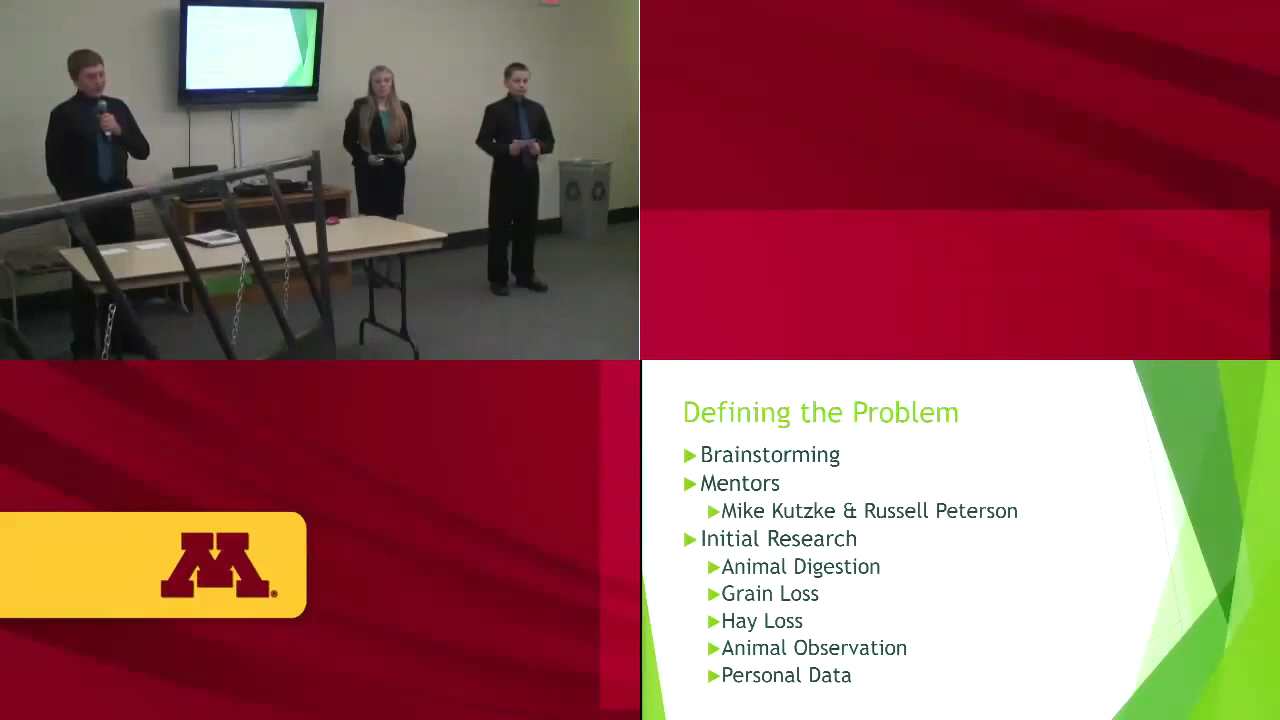 M
Defining the Problem
Brainstorming
Mentors
Mike Kutzke & Russell Peterson
Initial Research
Animal Digestion
Grain Loss
Hay Loss
Animal Observation
Personal Data